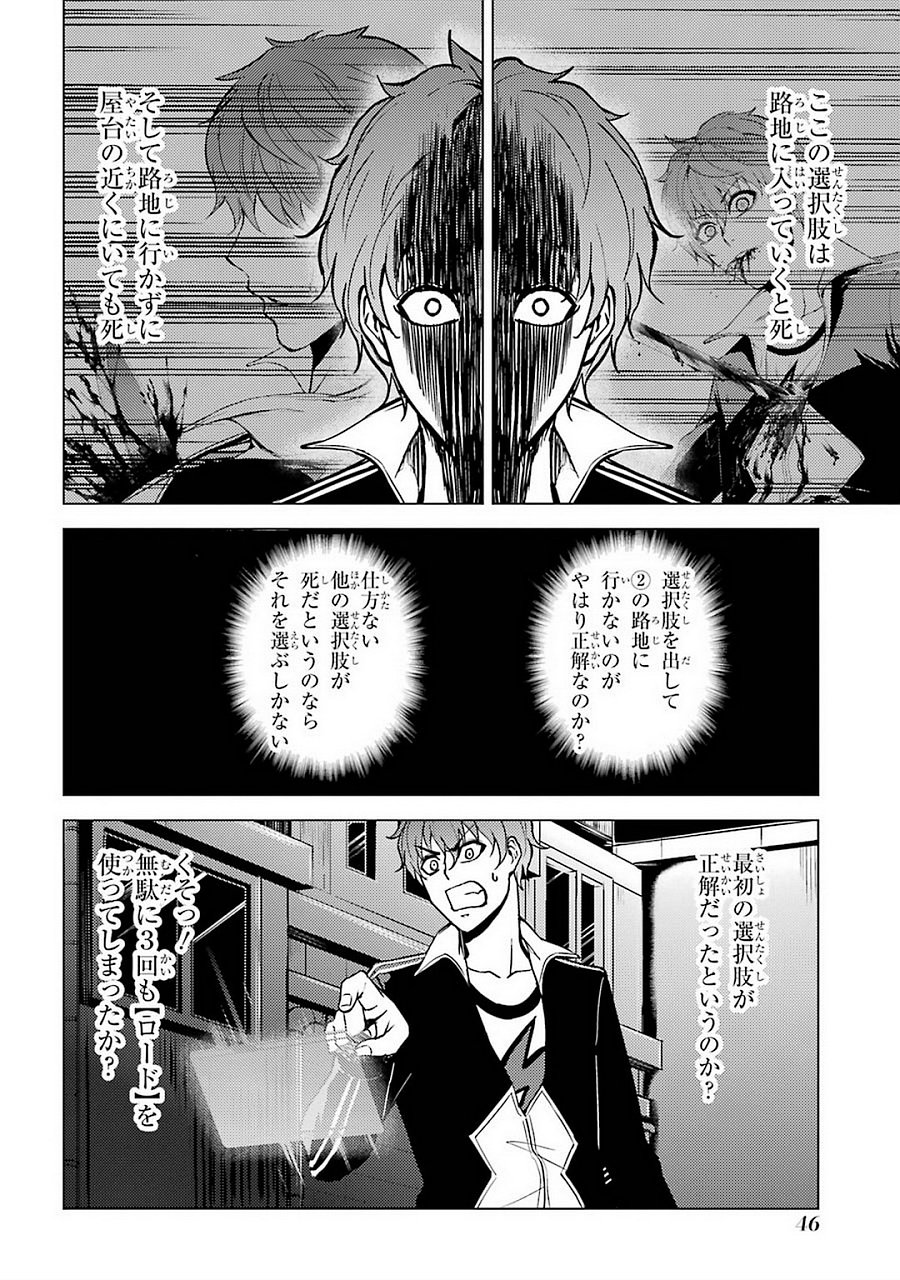 ここの選択肢は
路地に入っていくと死
そして路地に行かずに
屋台の近くにいても死
選択肢を出して
②の路地に
行かないのが
やはり正解なのか?
仕方ない
他の選択肢が
死だというのなら
それを選ぶしかない
最初の選択肢が
正解だったというのか?
くそっ!
無駄に3回も【ロード】を
使ってしまったか?
46